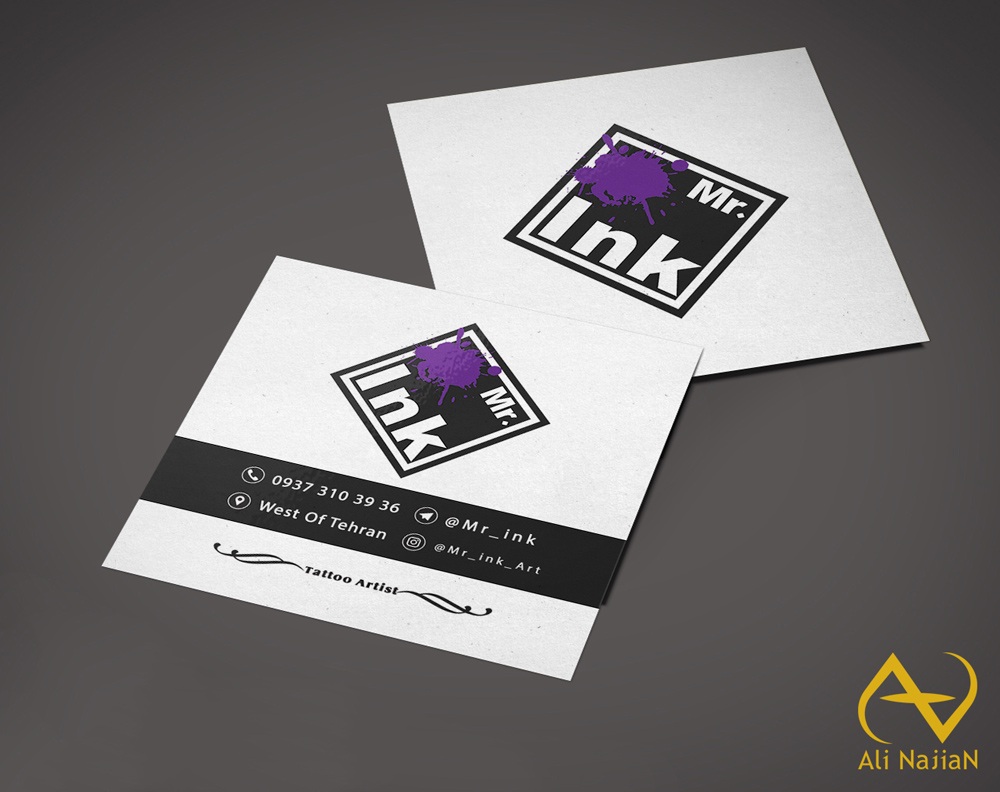 Mr.
Ink
Mr.
Ink
0937 310 39 36
@Mr_ink
West Of Tehran
@Mr_ink_Art
Tattoo Artist
Ali NajiaN